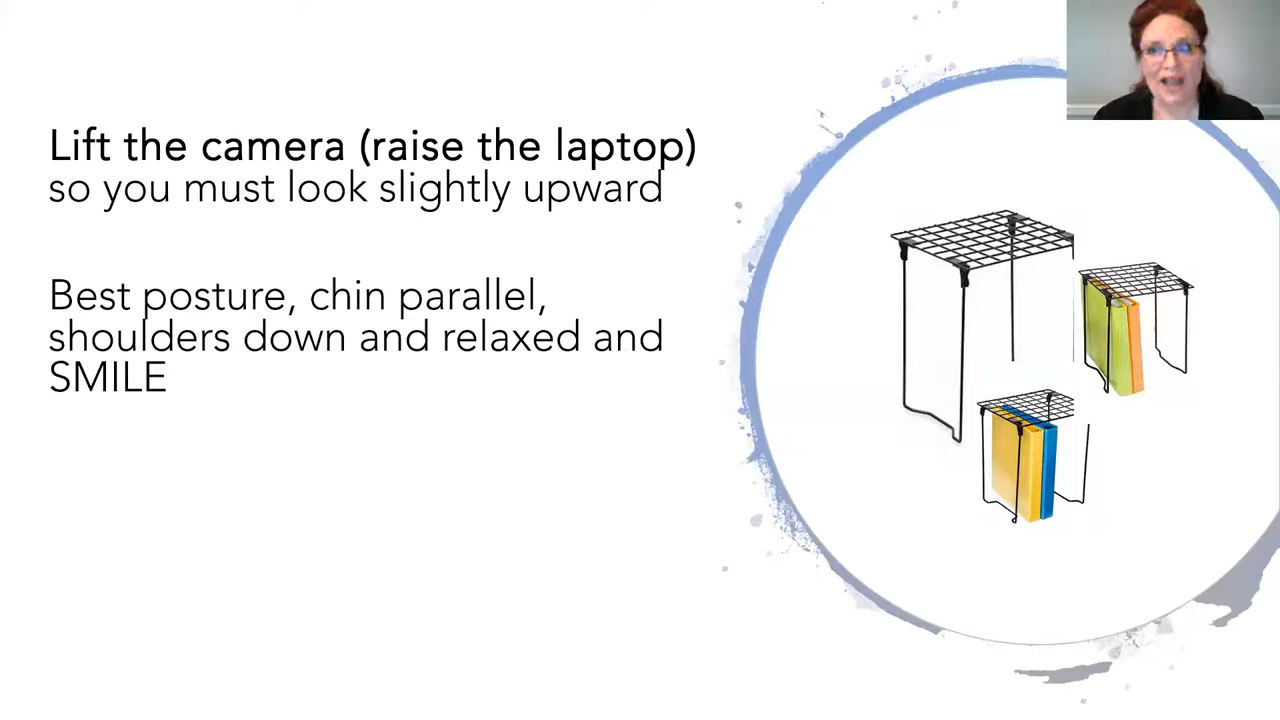 Lift the camera (raise the laptop)
so you must look slightly upward
Best posture, chin parallel,
shoulders down and relaxed and
SMILE